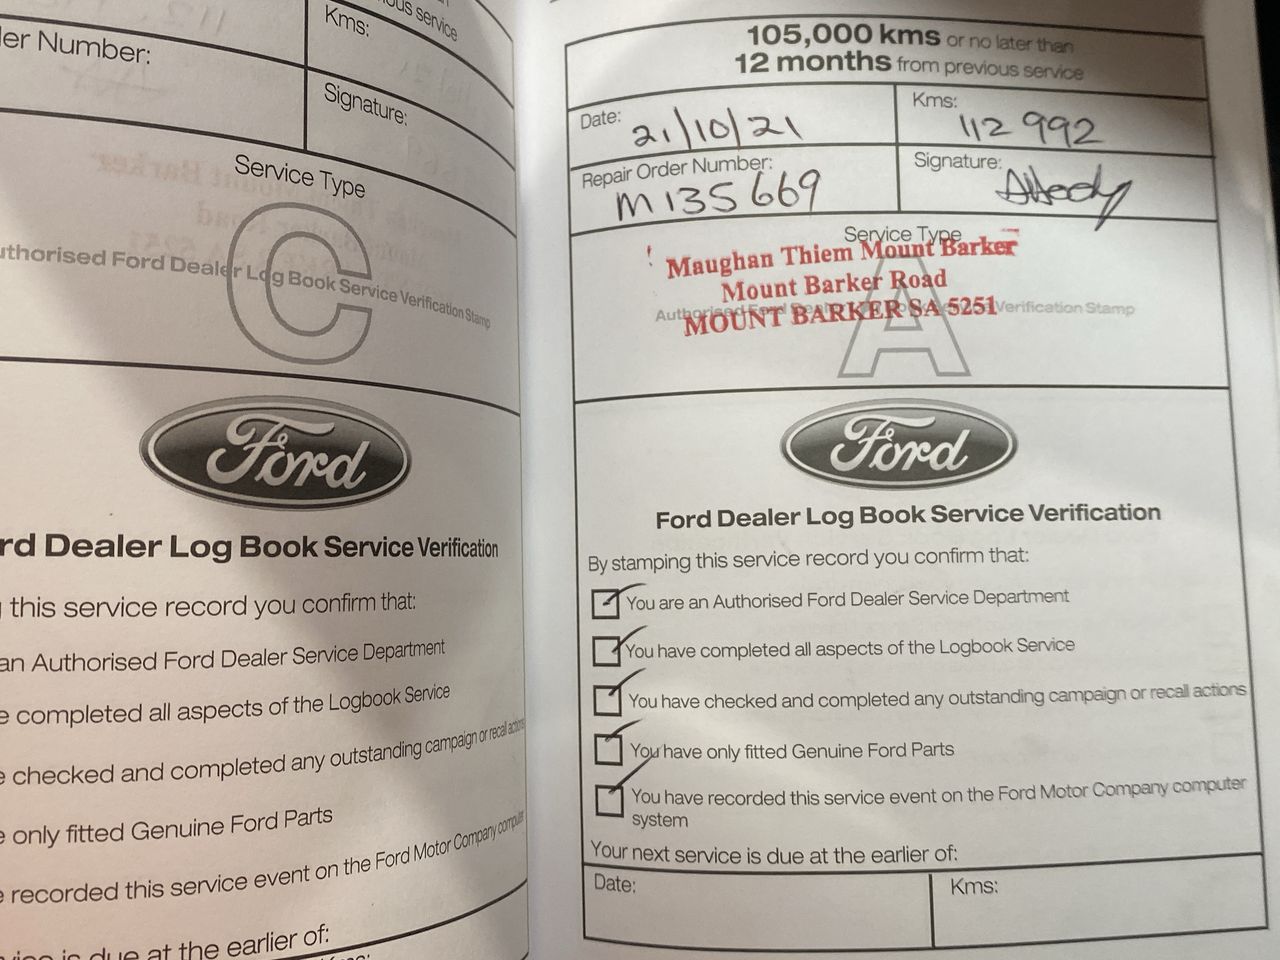 ous service
er Number:
Kms:
Signature:
Service Type
C
uthorised Ford Dealer Log Book Service Verification Stamp
Ford
rd Dealer Log Book Service Verification
this service record you confirm that:
an Authorised Ford Dealer Service Department
e completed all aspects of the Logbook Service
e checked and completed any outstanding campaign or recall actions
e only fitted Genuine Ford Parts
e recorded this service event on the Ford Motor Company computer
vice is due at the earlier of:
105,000 kms or no later than
12 months from previous service
Date: 21/10/21
Kms: 112 992
Repair Order Number: M135669
Signature:
Service Type
A
Maughan Thiem Mount Barker
Mount Barker Road
MOUNT BARKER SA 5251
Authorised Ford Verification Stamp
Ford
Ford Dealer Log Book Service Verification
By stamping this service record you confirm that:
You are an Authorised Ford Dealer Service Department
You have completed all aspects of the Logbook Service
You have checked and completed any outstanding campaign or recall actions
You have only fitted Genuine Ford Parts
You have recorded this service event on the Ford Motor Company computer
system
Your next service is due at the earlier of:
Date:
Kms: